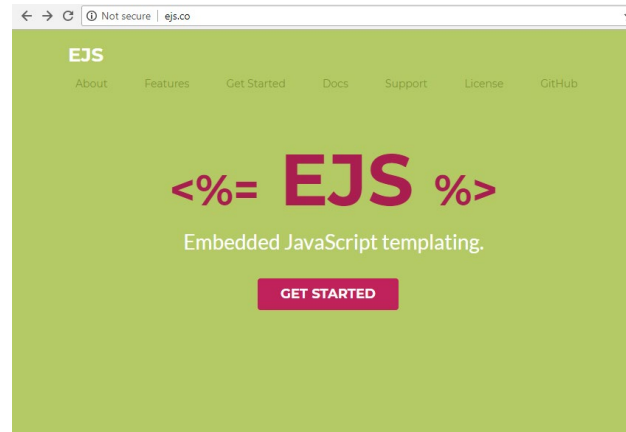 Not secure | ejs.co
EJS
About Features Get Started Docs Support License GitHub
<%= EJS %>
Embedded JavaScript templating.
GET STARTED